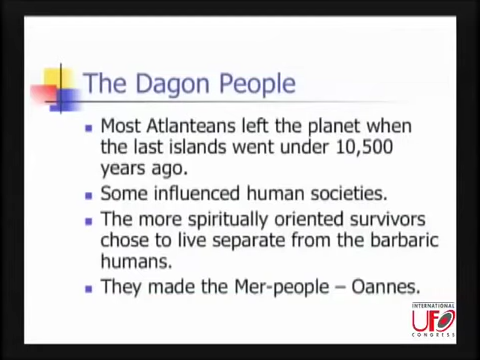 The Dagon People
Most Atlanteans left the planet when
the last islands went under 10,500
years ago.
Some influenced human societies.
The more spiritually oriented survivors
chose to live separate from the barbaric
humans.
They made the Mer-people – Oannes.
INTERNATIONAL
UFO
CONGRESS